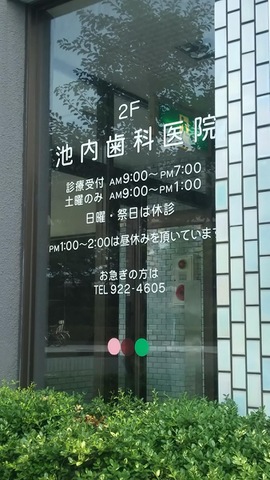 2F
池内歯科医院
診療受付 AM9:00〜PM7:00
土曜のみ AM9:00〜PM1:00
日曜・祭日は休診
PM1:00〜2:00は昼休みを頂いています
お急ぎの方は
TEL 922-4605